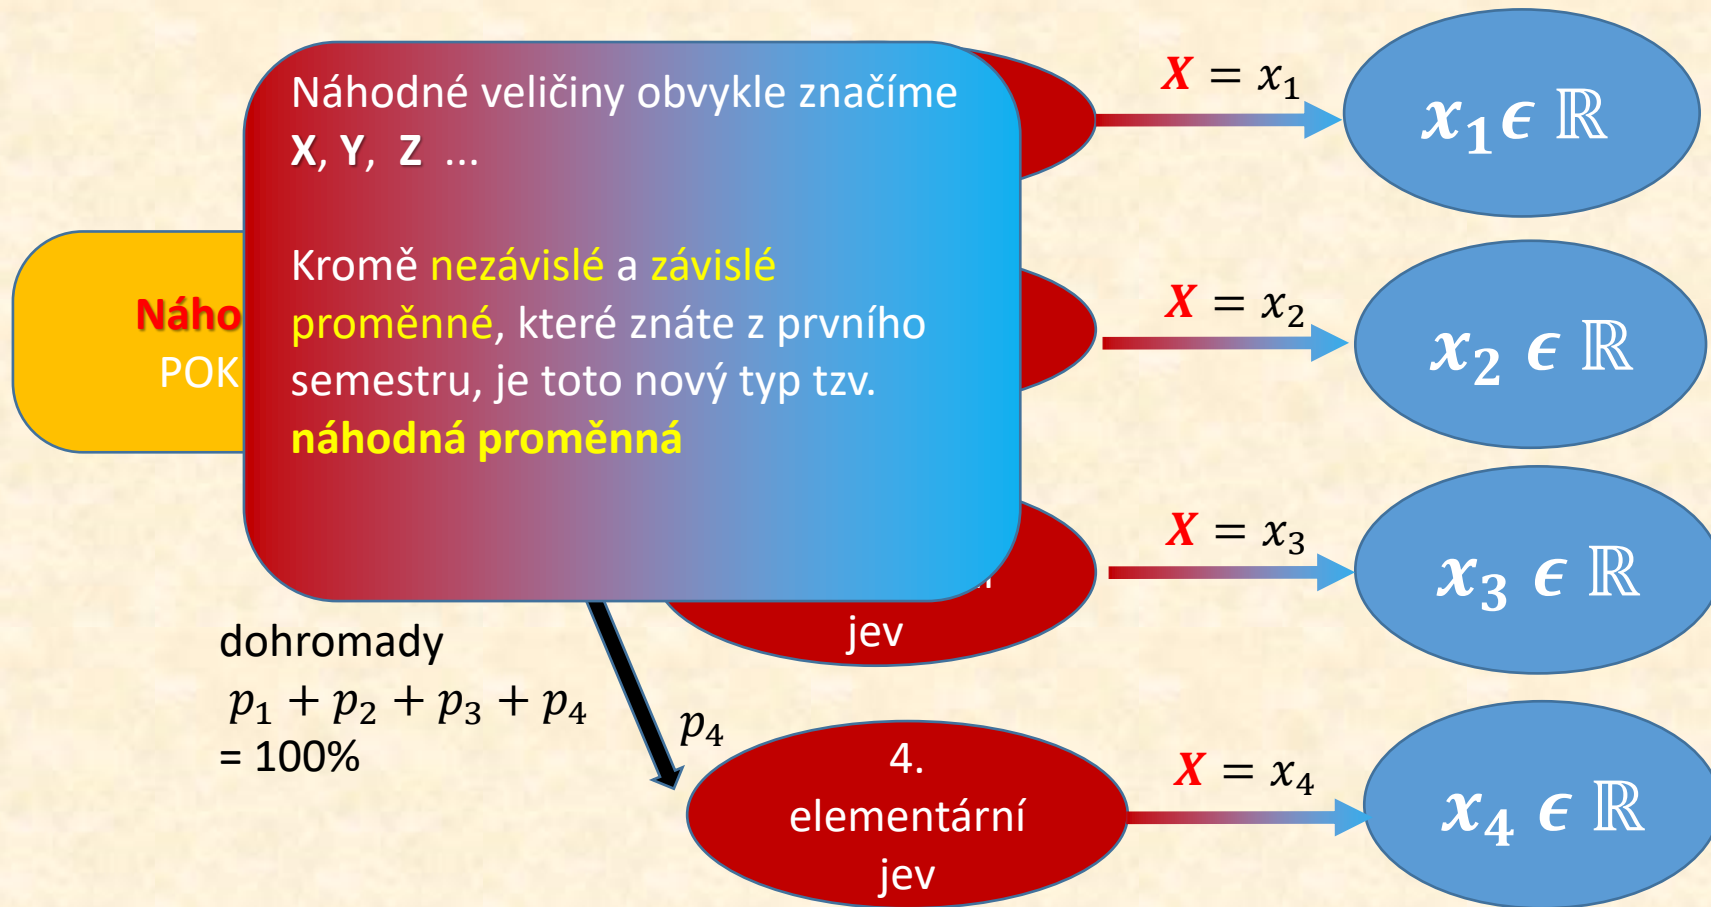 Náhodné veličiny obvykle značíme
X, Y, Z ...
Kromě nezávislé a závislé
proměnné, které znáte z prvního
semestru, je toto nový typ tzv.
náhodná proměnná
Náho
POK
X = x₁
x₁ ϵ ℝ
X = x₂
x₂ ϵ ℝ
X = x₃
x₃ ϵ ℝ
jev
dohromady
p₁ + p₂ + p₃ + p₄
= 100%
p₄
4.
elementární
jev
X = x₄
x₄ ϵ ℝ